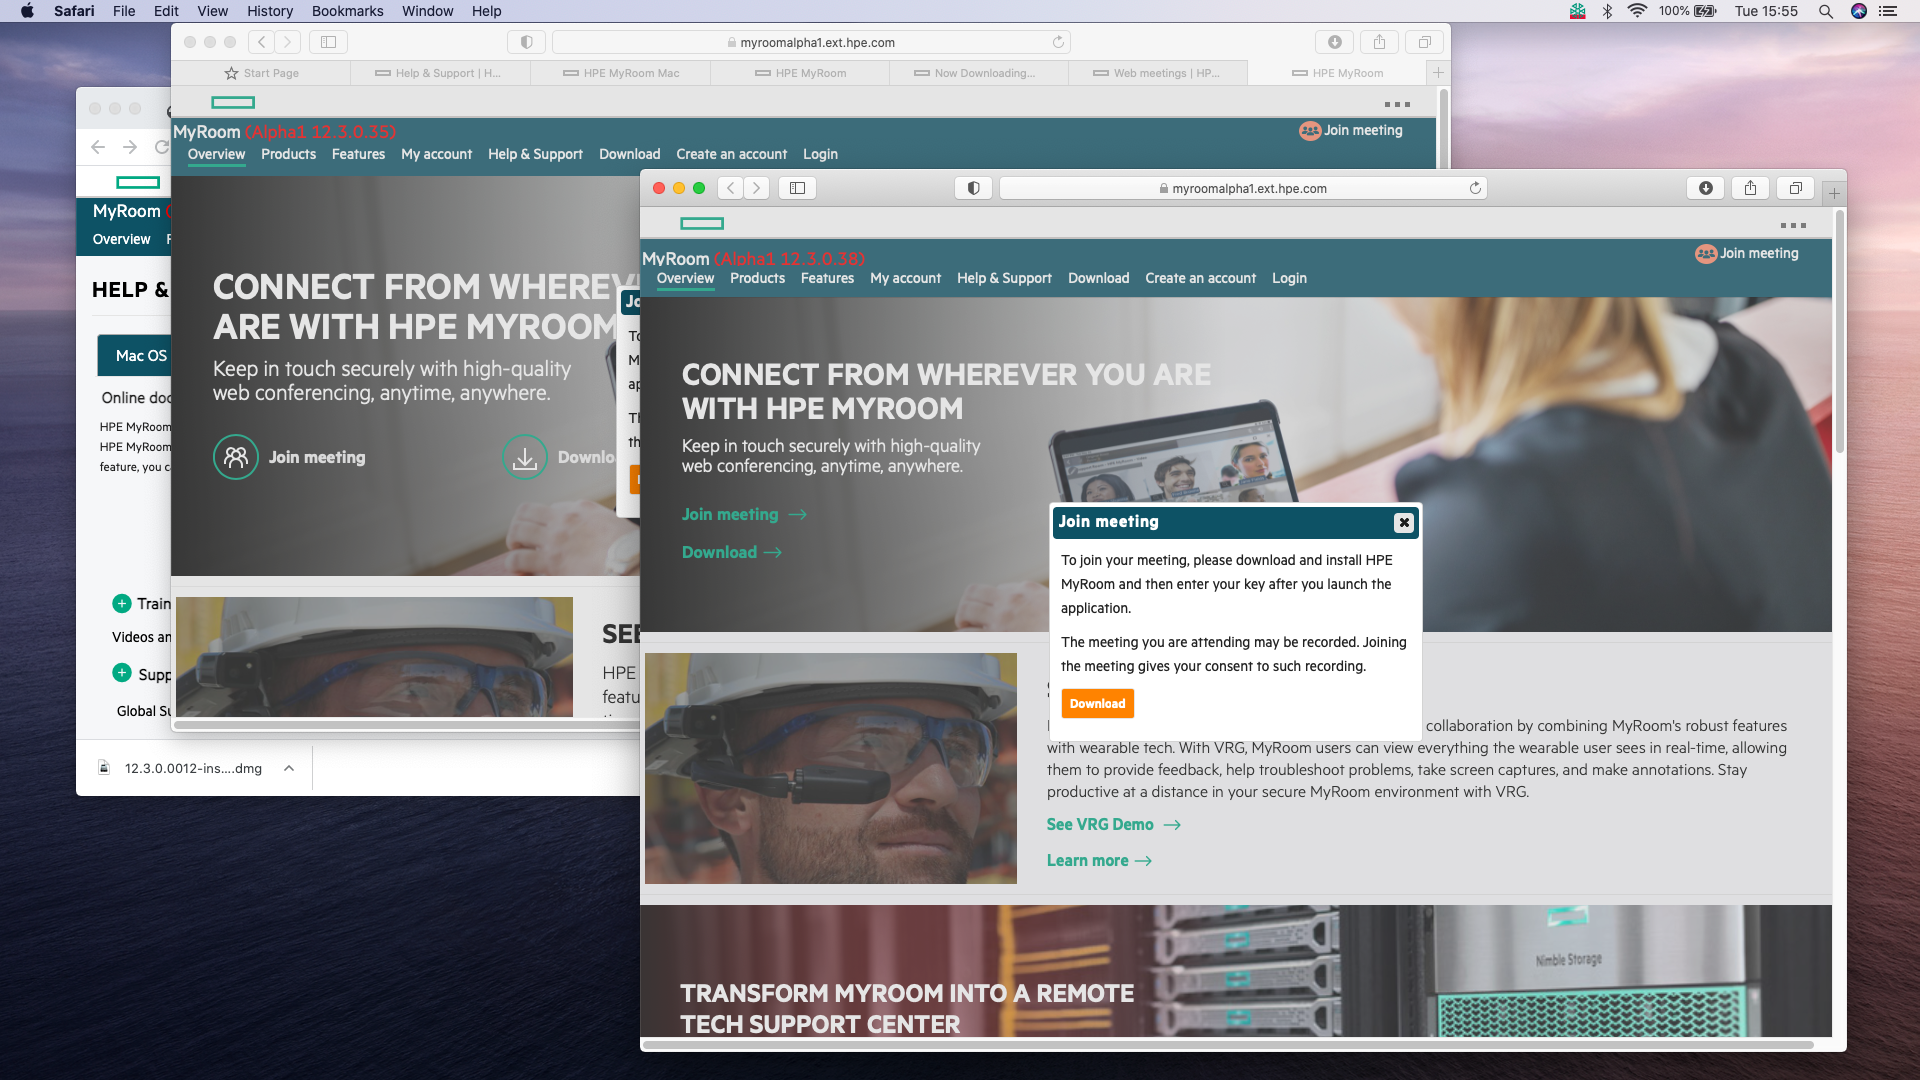 Safari File Edit View History Bookmarks Window Help
100% Tue 15:55
myroomalpha1.ext.hpe.com
Start Page
Help & Support | H...
HPE MyRoom Mac
HPE MyRoom
Now Downloading...
Web meetings | HP...
HPE MyRoom
MyRoom (Alpha1 12.3.0.35)
Join meeting
Overview Products Features My account Help & Support Download Create an account Login
CONNECT FROM WHEREV
ARE WITH HPE MYROOM
Keep in touch securely with high-quality
web conferencing, anytime, anywhere.
Join meeting
Downlo
SEE
HPE
featu
MyRoom
Overview
HELP &
Mac OS
Online doc
HPE MyRoom
HPE MyRoom
feature, you ca
Train
Videos an
Supp
Global Su
12.3.0.0012-ins....dmg
myroomalpha1.ext.hpe.com
MyRoom (Alpha1 12.3.0.38)
Join meeting
Overview Products Features My account Help & Support Download Create an account Login
CONNECT FROM WHEREVER YOU ARE
WITH HPE MYROOM
Keep in touch securely with high-quality
web conferencing, anytime, anywhere.
Join meeting
Download
Join meeting
To join your meeting, please download and install HPE
MyRoom and then enter your key after you launch the
application.
The meeting you are attending may be recorded. Joining
the meeting gives your consent to such recording.
Download
collaboration by combining MyRoom's robust features
with wearable tech. With VRG, MyRoom users can view everything the wearable user sees in real-time, allowing
them to provide feedback, help troubleshoot problems, take screen captures, and make annotations. Stay
productive at a distance in your secure MyRoom environment with VRG.
See VRG Demo
Learn more
Nimble Storage
TRANSFORM MYROOM INTO A REMOTE
TECH SUPPORT CENTER